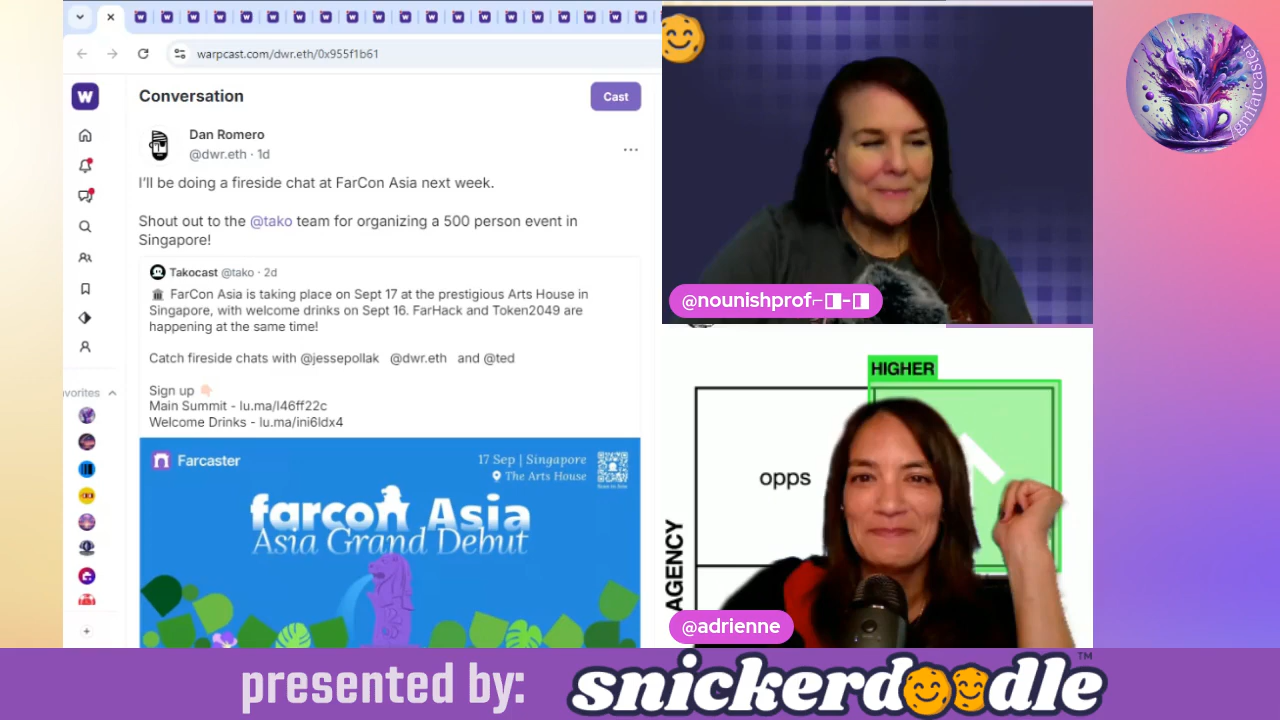 warpcast.com/dwr.eth/0x955f1b61
W
Conversation
Cast
Dan Romero
@dwr.eth · 1d
...
I'll be doing a fireside chat at FarCon Asia next week.
Shout out to the @tako team for organizing a 500 person event in
Singapore!
Takocast @tako · 2d
🏛 FarCon Asia is taking place on Sept 17 at the prestigious Arts House in
Singapore, with welcome drinks on Sept 16. FarHack and Token2049 are
happening at the same time!
Catch fireside chats with @jessepollak @dwr.eth and @ted
Sign up 👇🏻
Main Summit - lu.ma/l46ff22c
Welcome Drinks - lu.ma/ini6ldx4
Farcaster
17 Sep | Singapore
The Arts House
farcon Asia
Asia Grand Debut
avorites
@nounishprof⌐◨-◨
HIGHER
opps
AGENCY
@adrienne
/gmfarcaster
presented by:
snickerdoodle™